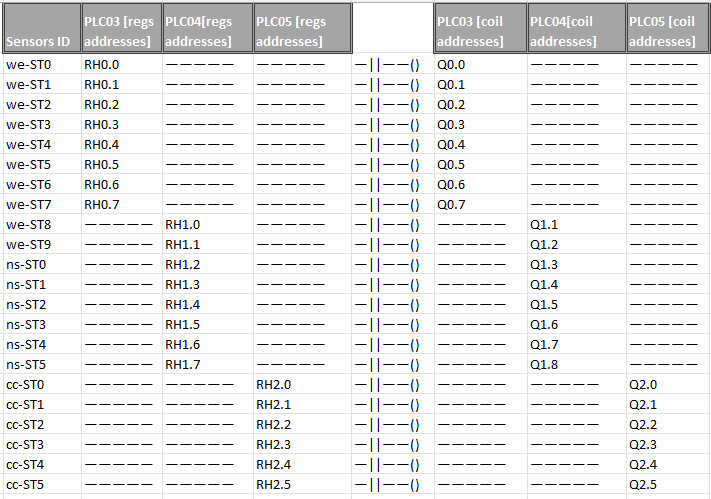 Sensors ID PLC03 [regs addresses] PLC04[regs addresses] PLC05 [regs addresses] PLC03 [coil addresses] PLC04[coil addresses] PLC05 [coil addresses]
we-ST0 RH0.0 ————— ————— —||——() Q0.0 ————— —————
we-ST1 RH0.1 ————— ————— —||——() Q0.1 ————— —————
we-ST2 RH0.2 ————— ————— —||——() Q0.2 ————— —————
we-ST3 RH0.3 ————— ————— —||——() Q0.3 ————— —————
we-ST4 RH0.4 ————— ————— —||——() Q0.4 ————— —————
we-ST5 RH0.5 ————— ————— —||——() Q0.5 ————— —————
we-ST6 RH0.6 ————— ————— —||——() Q0.6 ————— —————
we-ST7 RH0.7 ————— ————— —||——() Q0.7 ————— —————
we-ST8 ————— RH1.0 ————— —||——() ————— Q1.1 —————
we-ST9 ————— RH1.1 ————— —||——() ————— Q1.2 —————
ns-ST0 ————— RH1.2 ————— —||——() ————— Q1.3 —————
ns-ST1 ————— RH1.3 ————— —||——() ————— Q1.4 —————
ns-ST2 ————— RH1.4 ————— —||——() ————— Q1.5 —————
ns-ST3 ————— RH1.5 ————— —||——() ————— Q1.6 —————
ns-ST4 ————— RH1.6 ————— —||——() ————— Q1.7 —————
ns-ST5 ————— RH1.7 ————— —||——() ————— Q1.8 —————
cc-ST0 ————— ————— RH2.0 —||——() ————— ————— Q2.0
cc-ST1 ————— ————— RH2.1 —||——() ————— ————— Q2.1
cc-ST2 ————— ————— RH2.2 —||——() ————— ————— Q2.2
cc-ST3 ————— ————— RH2.3 —||——() ————— ————— Q2.3
cc-ST4 ————— ————— RH2.4 —||——() ————— ————— Q2.4
cc-ST5 ————— ————— RH2.5 —||——() ————— ————— Q2.5